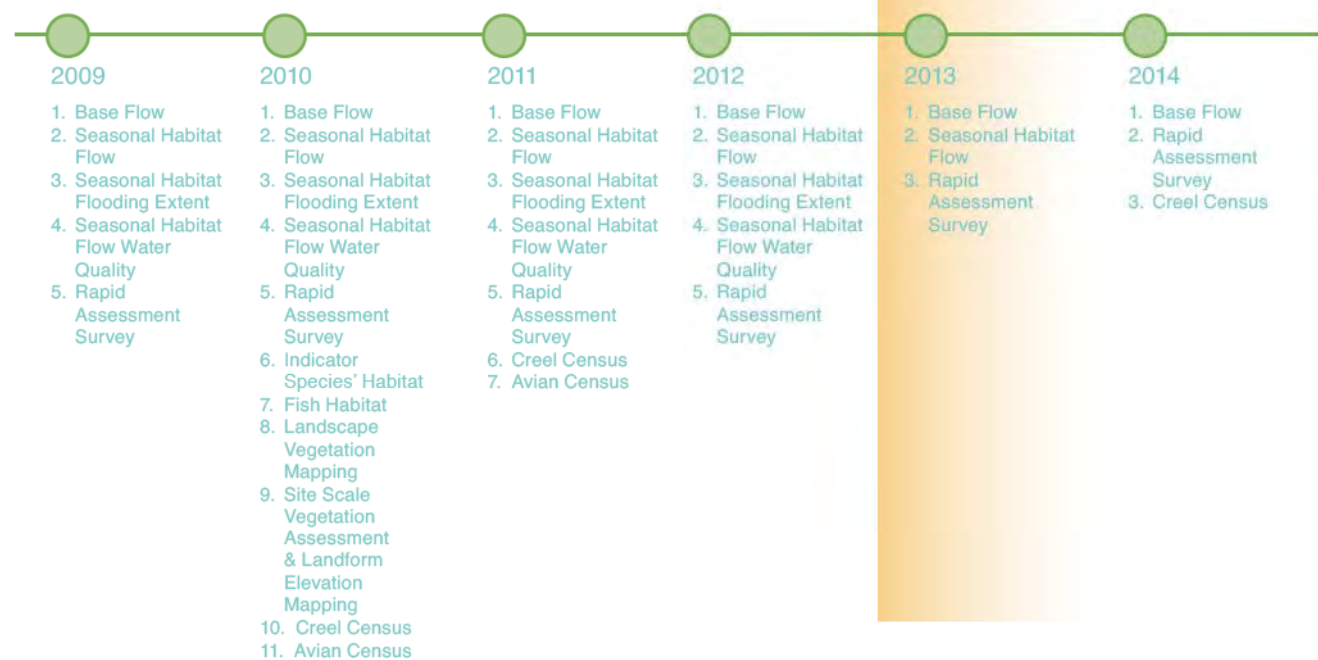 2009
1. Base Flow
2. Seasonal Habitat
Flow
3. Seasonal Habitat
Flooding Extent
4. Seasonal Habitat
Flow Water
Quality
5. Rapid
Assessment
Survey
2010
1. Base Flow
2. Seasonal Habitat
Flow
3. Seasonal Habitat
Flooding Extent
4. Seasonal Habitat
Flow Water
Quality
5. Rapid
Assessment
Survey
6. Indicator
Species' Habitat
7. Fish Habitat
8. Landscape
Vegetation
Mapping
9. Site Scale
Vegetation
Assessment
& Landform
Elevation
Mapping
10. Creel Census
11. Avian Census
2011
1. Base Flow
2. Seasonal Habitat
Flow
3. Seasonal Habitat
Flooding Extent
4. Seasonal Habitat
Flow Water
Quality
5. Rapid
Assessment
Survey
6. Creel Census
7. Avian Census
2012
1. Base Flow
2. Seasonal Habitat
Flow
3. Seasonal Habitat
Flooding Extent
4. Seasonal Habitat
Flow Water
Quality
5. Rapid
Assessment
Survey
2013
1. Base Flow
2. Seasonal Habitat
Flow
3. Rapid
Assessment
Survey
2014
1. Base Flow
2. Rapid
Assessment
Survey
3. Creel Census